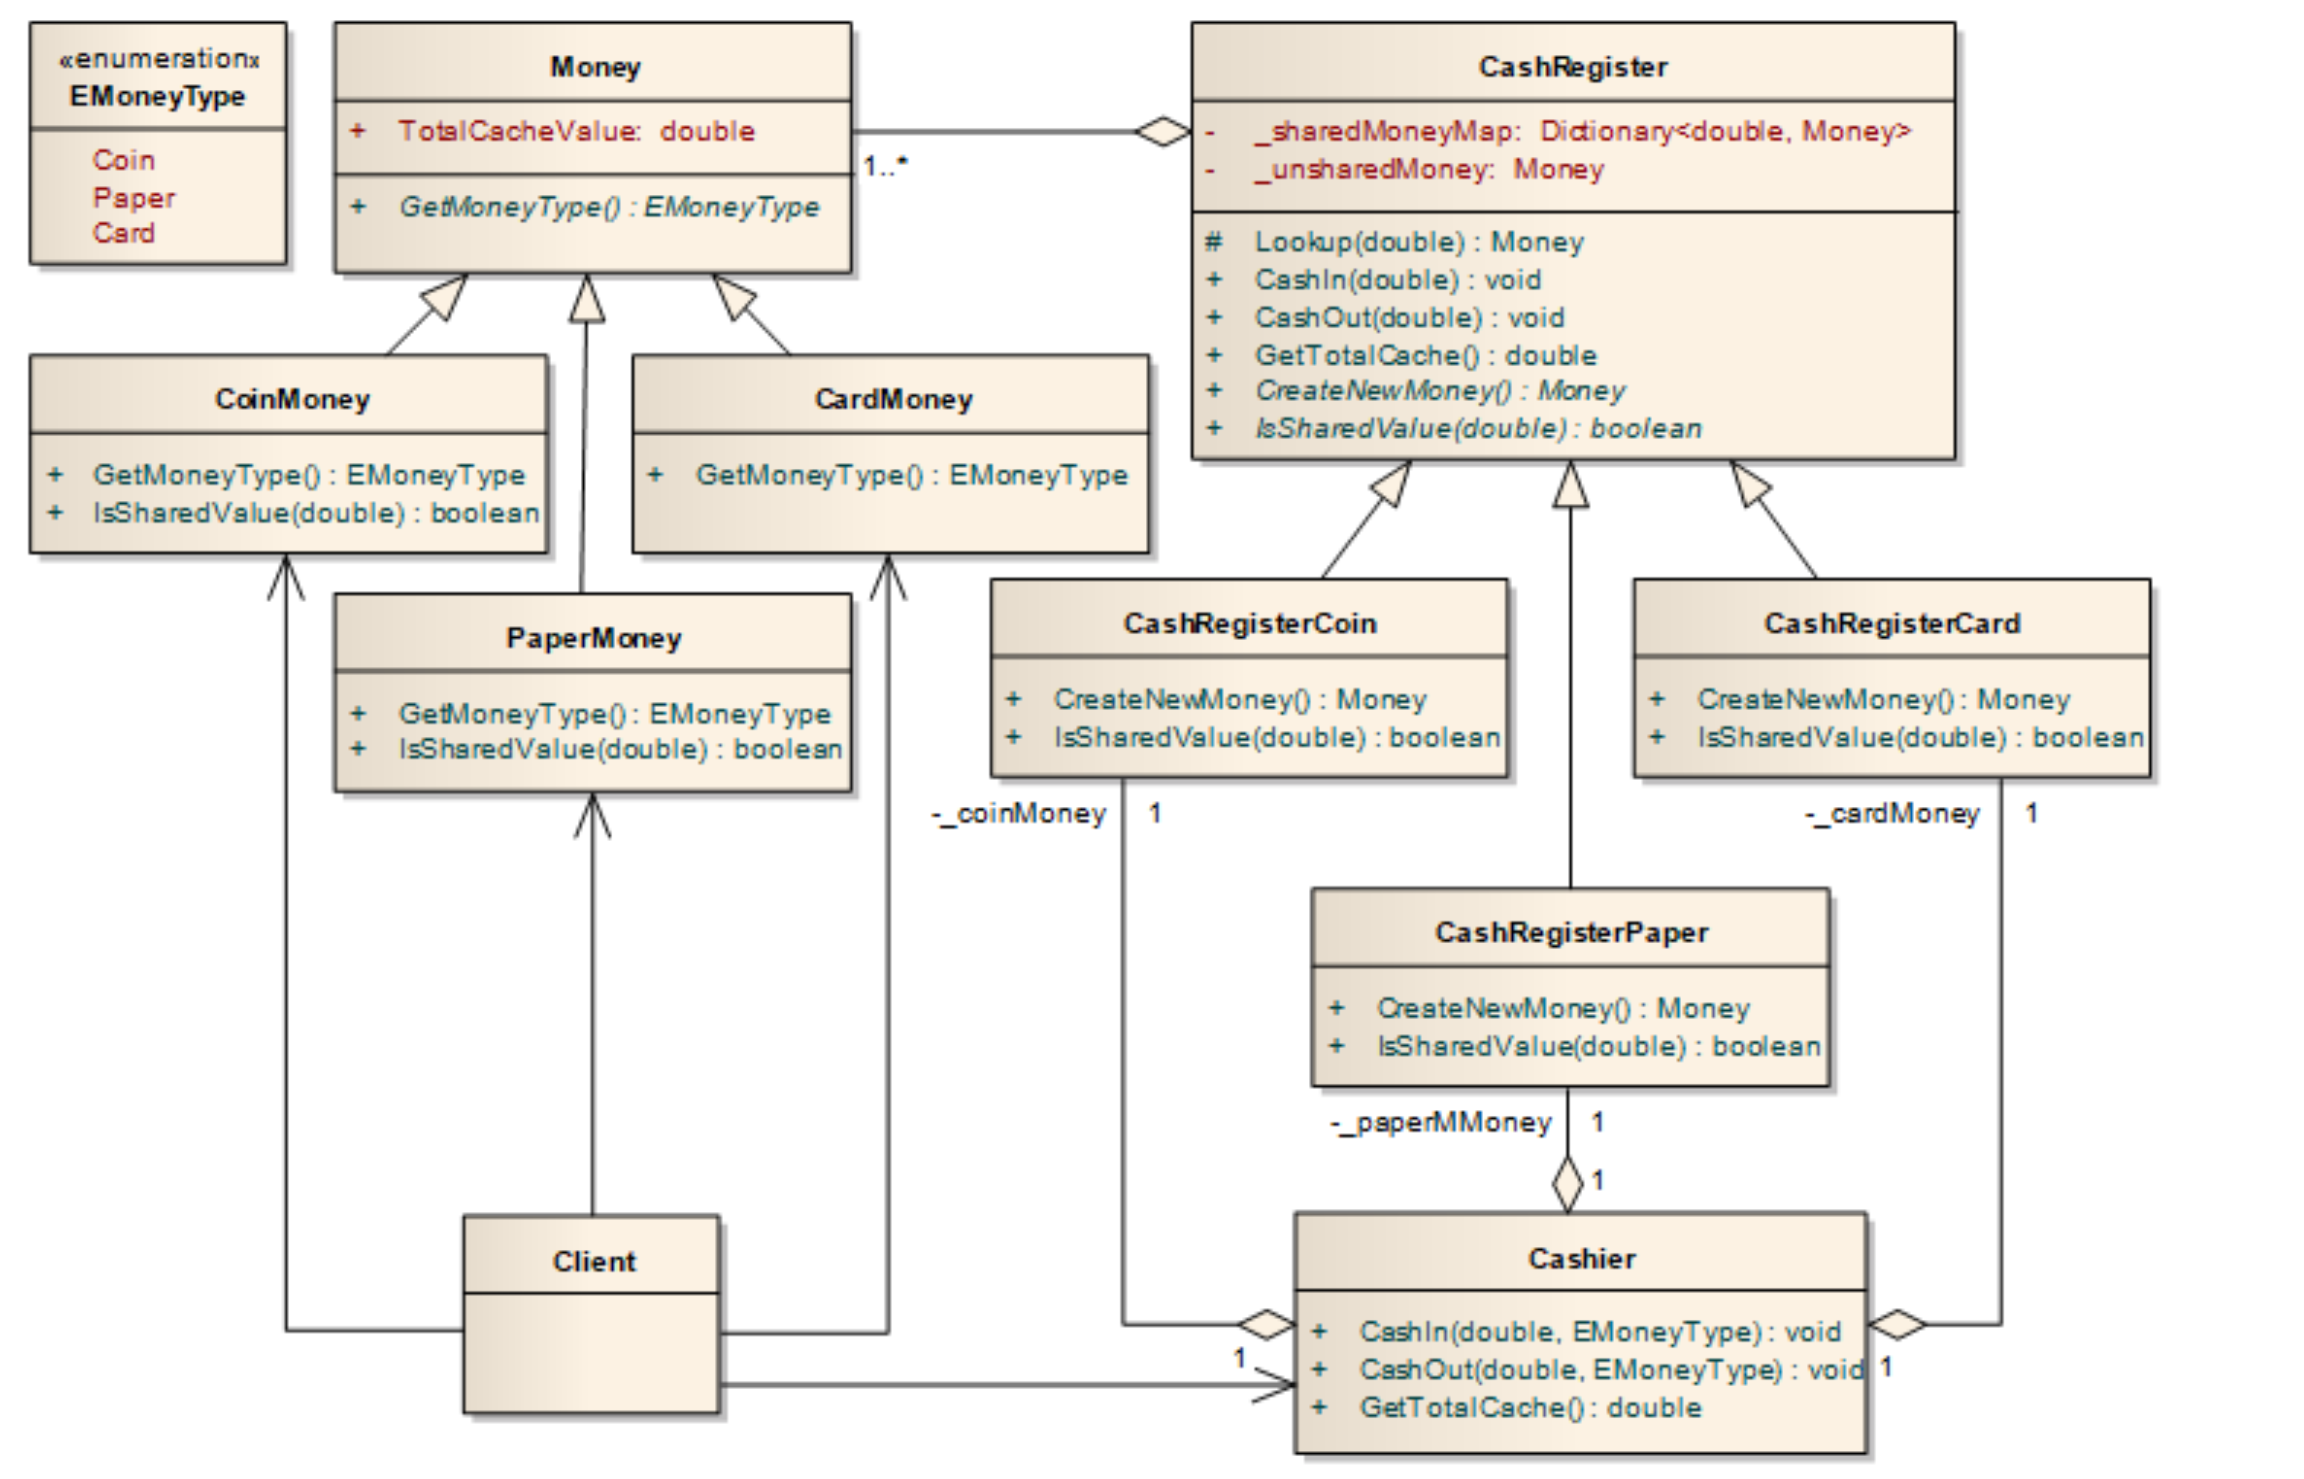 «enumeration»
EMoneyType
Coin
Paper
Card
Money
+ TotalCacheValue: double
+ GetMoneyType() : EMoneyType
1..*
CashRegister
- _sharedMoneyMap: Dictionary<double, Money>
- _unsharedMoney: Money
# Lookup(double) : Money
+ CashIn(double) : void
+ CashOut(double) : void
+ GetTotalCache() : double
+ CreateNewMoney() : Money
+ IsSharedValue(double) : boolean
CoinMoney
+ GetMoneyType() : EMoneyType
+ IsSharedValue(double) : boolean
CardMoney
+ GetMoneyType() : EMoneyType
PaperMoney
+ GetMoneyType() : EMoneyType
+ IsSharedValue(double) : boolean
CashRegisterCoin
+ CreateNewMoney() : Money
+ IsSharedValue(double) : boolean
-_coinMoney 1
CashRegisterCard
+ CreateNewMoney() : Money
+ IsSharedValue(double) : boolean
-_cardMoney 1
CashRegisterPaper
+ CreateNewMoney() : Money
+ IsSharedValue(double) : boolean
-_paperMMoney 1
1
Client
Cashier
+ CashIn(double, EMoneyType) : void
+ CashOut(double, EMoneyType) : void
+ GetTotalCache() : double
1
1